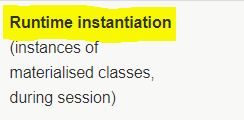 Runtime instantiation
(instances of
materialised classes,
during session)